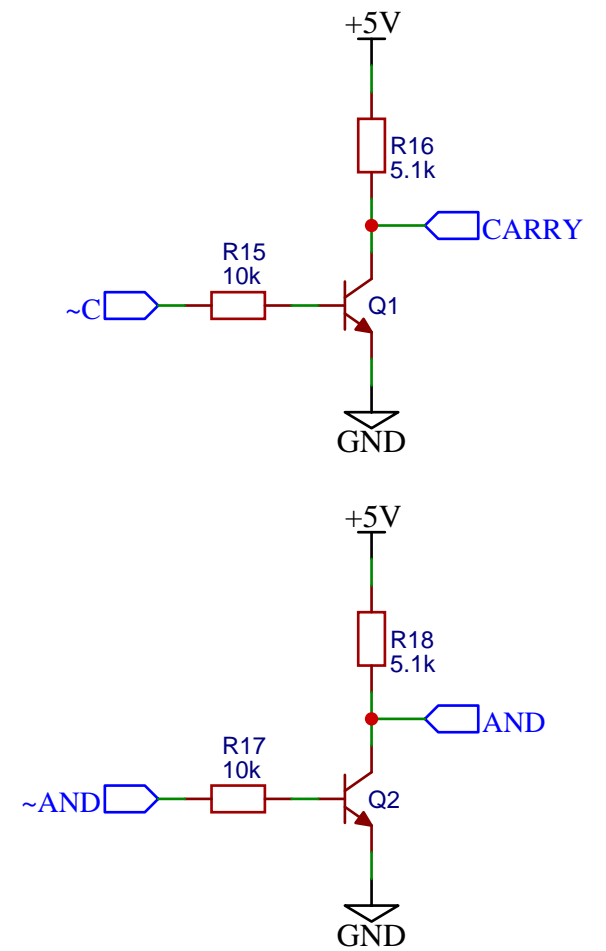 +5V
R16
5.1k
CARRY
R15
10k
~C
Q1
GND
+5V
R18
5.1k
AND
R17
10k
~AND
Q2
GND